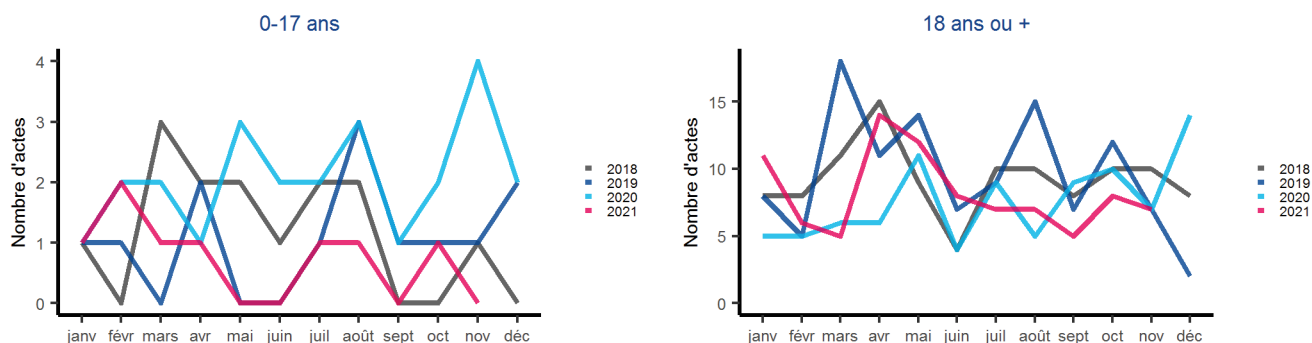 0-17 ans
Nombre d'actes
4
3
2
1
0
janv févr mars avr mai juin juil août sept oct nov déc
2018
2019
2020
2021
18 ans ou +
Nombre d'actes
15
10
5
0
janv févr mars avr mai juin juil août sept oct nov déc
2018
2019
2020
2021